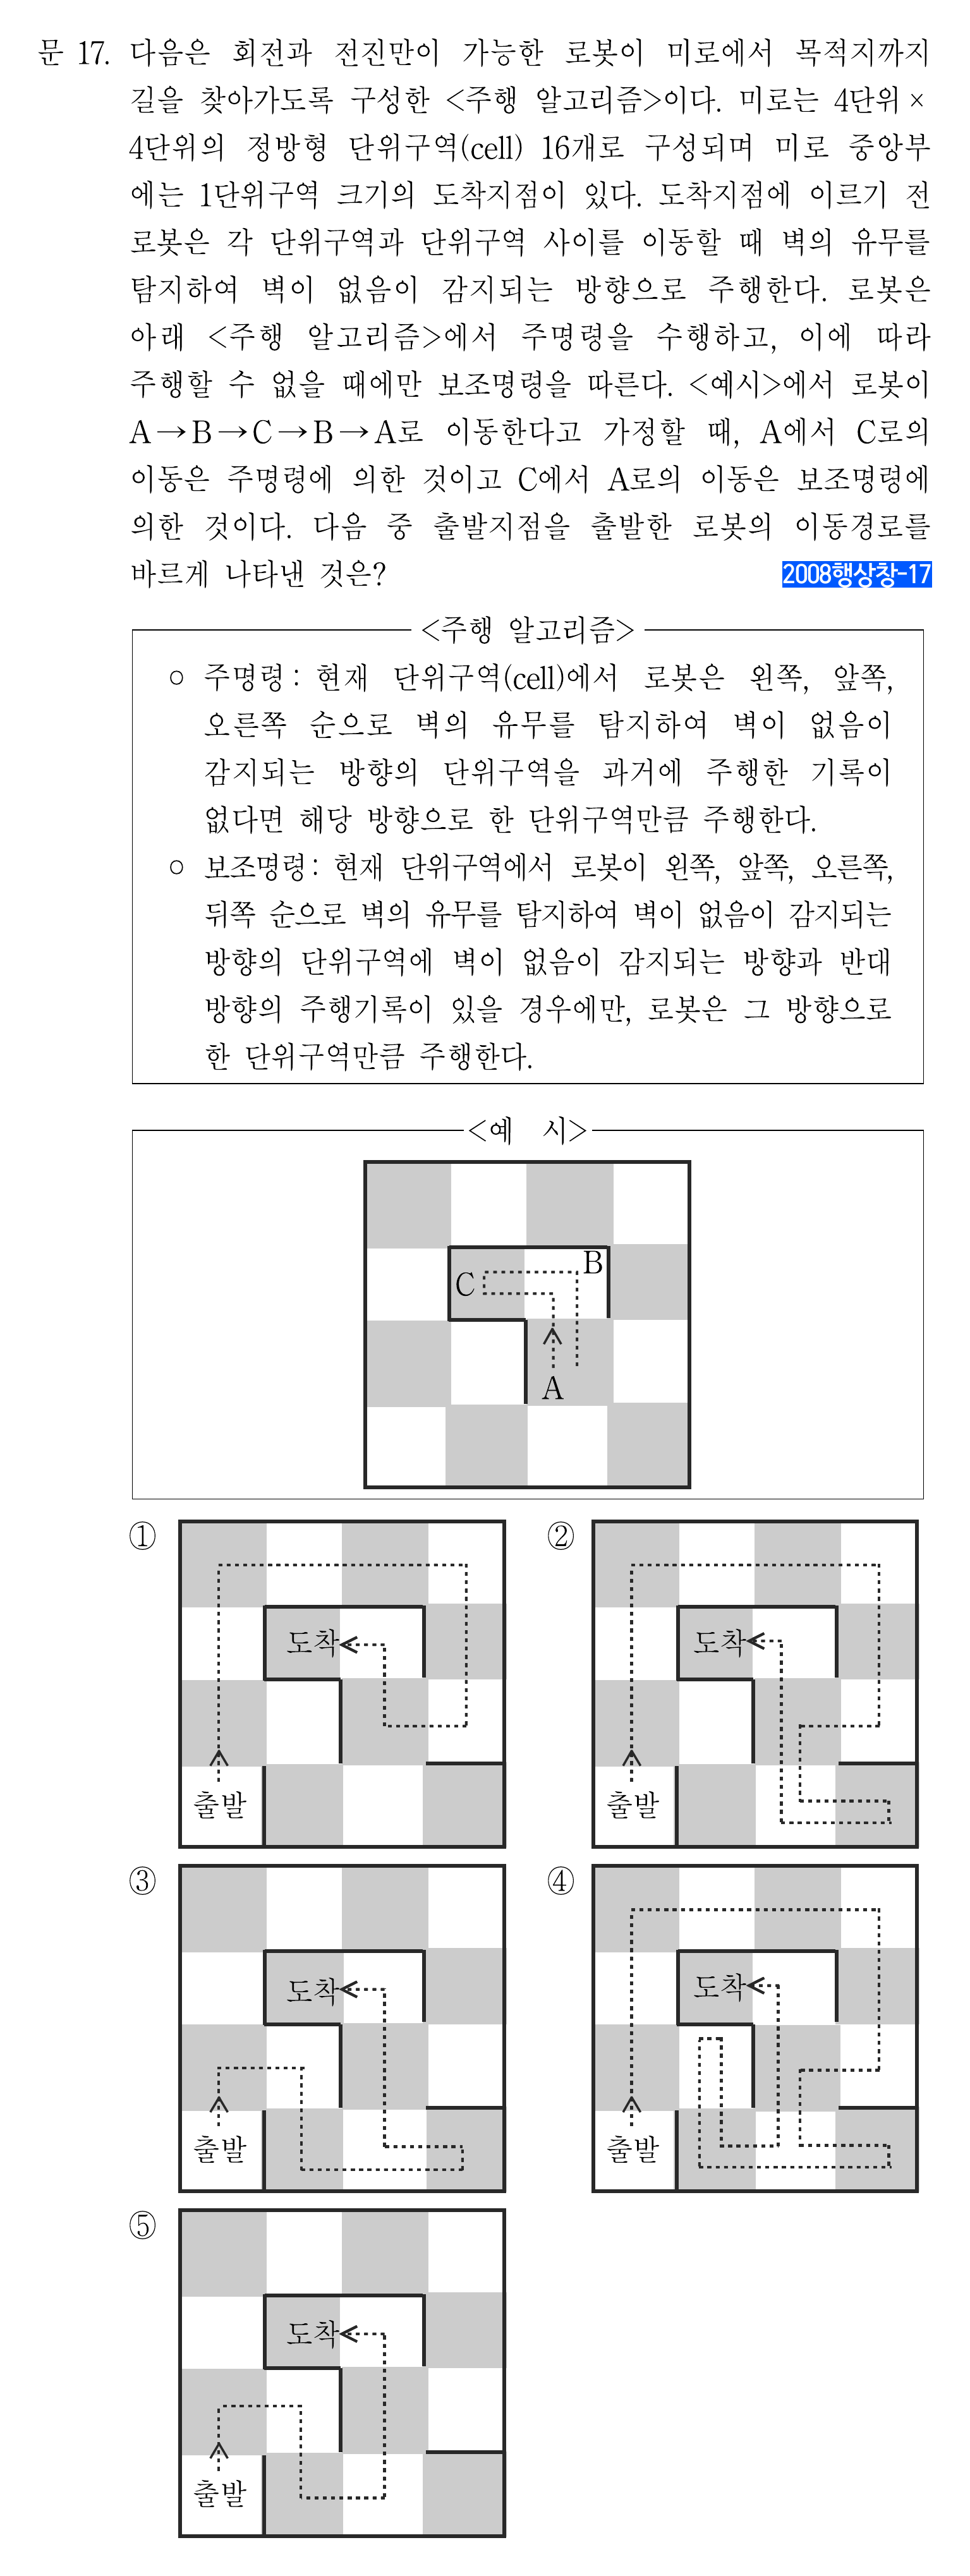 문 17. 다음은 회전과 전진만이 가능한 로봇이 미로에서 목적지까지
길을 찾아가도록 구성한 <주행 알고리즘>이다. 미로는 4단위×
4단위의 정방형 단위구역(cell) 16개로 구성되며 미로 중앙부
에는 1단위구역 크기의 도착지점이 있다. 도착지점에 이르기 전
로봇은 각 단위구역과 단위구역 사이를 이동할 때 벽의 유무를
탐지하여 벽이 없음이 감지되는 방향으로 주행한다. 로봇은
아래 <주행 알고리즘>에서 주명령을 수행하고, 이에 따라
주행할 수 없을 때에만 보조명령을 따른다. <예시>에서 로봇이
A→B→C→B→A로 이동한다고 가정할 때, A에서 C로의
이동은 주명령에 의한 것이고 C에서 A로의 이동은 보조명령에
의한 것이다. 다음 중 출발지점을 출발한 로봇의 이동경로를
바르게 나타낸 것은? 2008행상창-17
<주행 알고리즘>
○ 주명령: 현재 단위구역(cell)에서 로봇은 왼쪽, 앞쪽,
오른쪽 순으로 벽의 유무를 탐지하여 벽이 없음이
감지되는 방향의 단위구역을 과거에 주행한 기록이
없다면 해당 방향으로 한 단위구역만큼 주행한다.
○ 보조명령: 현재 단위구역에서 로봇이 왼쪽, 앞쪽, 오른쪽,
뒤쪽 순으로 벽의 유무를 탐지하여 벽이 없음이 감지되는
방향의 단위구역에 벽이 없음이 감지되는 방향과 반대
방향의 주행기록이 있을 경우에만, 로봇은 그 방향으로
한 단위구역만큼 주행한다.
<예 시>
B
C
A
① ②
도착 도착
출발 출발
③ ④
도착 도착
출발 출발
⑤
도착
출발